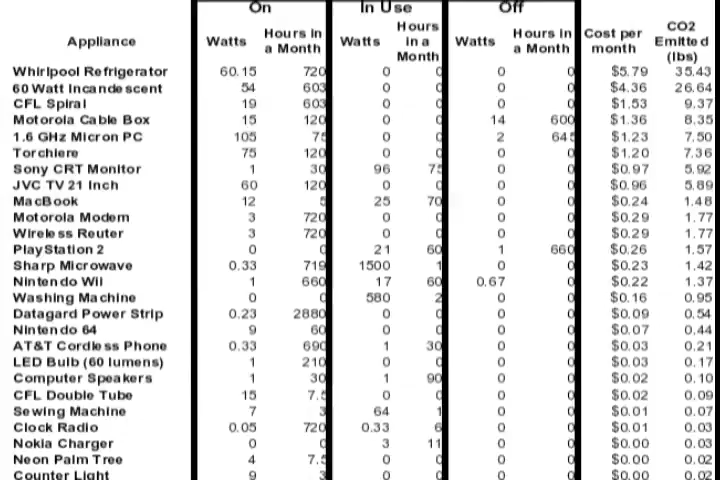 On In Use Off
Appliance Watts Hours in a Month Watts Hours in a Month Watts Hours in a Month Cost per month CO2 Emitted (lbs)
Whirlpool Refrigerator 60.15 720 0 0 0 0 $5.79 35.43
60 Watt Incandescent 54 603 0 0 0 0 $4.36 26.64
CFL Spiral 19 603 0 0 0 0 $1.53 9.37
Motorola Cable Box 15 120 0 0 14 600 $1.36 8.35
1.6 GHz Micron PC 105 75 0 0 2 645 $1.23 7.50
Torchiere 75 120 0 0 0 0 $1.20 7.36
Sony CRT Monitor 1 30 96 75 0 0 $0.97 5.92
JVC TV 21 Inch 60 120 0 0 0 0 $0.96 5.89
MacBook 12 5 25 70 0 0 $0.24 1.48
Motorola Modem 3 720 0 0 0 0 $0.29 1.77
Wireless Reuter 3 720 0 0 0 0 $0.29 1.77
PlayStation 2 0 0 21 60 1 660 $0.26 1.57
Sharp Microwave 0.33 719 1500 1 0 0 $0.23 1.42
Nintendo Wii 1 660 17 60 0.67 0 $0.22 1.37
Washing Machine 0 0 580 2 0 0 $0.16 0.95
Datagard Power Strip 0.23 2880 0 0 0 0 $0.09 0.54
Nintendo 64 9 60 0 0 0 0 $0.07 0.44
AT&T Cordless Phone 0.33 690 1 30 0 0 $0.03 0.21
LED Bulb (60 lumens) 1 210 0 0 0 0 $0.03 0.17
Computer Speakers 1 30 1 90 0 0 $0.02 0.10
CFL Double Tube 15 7.5 0 0 0 0 $0.02 0.09
Sewing Machine 7 3 64 1 0 0 $0.01 0.07
Clock Radio 0.05 720 0.33 6 0 0 $0.01 0.03
Nokia Charger 0 0 3 11 0 0 $0.00 0.03
Neon Palm Tree 4 7.5 0 0 0 0 $0.00 0.02
Counter Light 9 3 0 0 0 0 $0.00 0.02